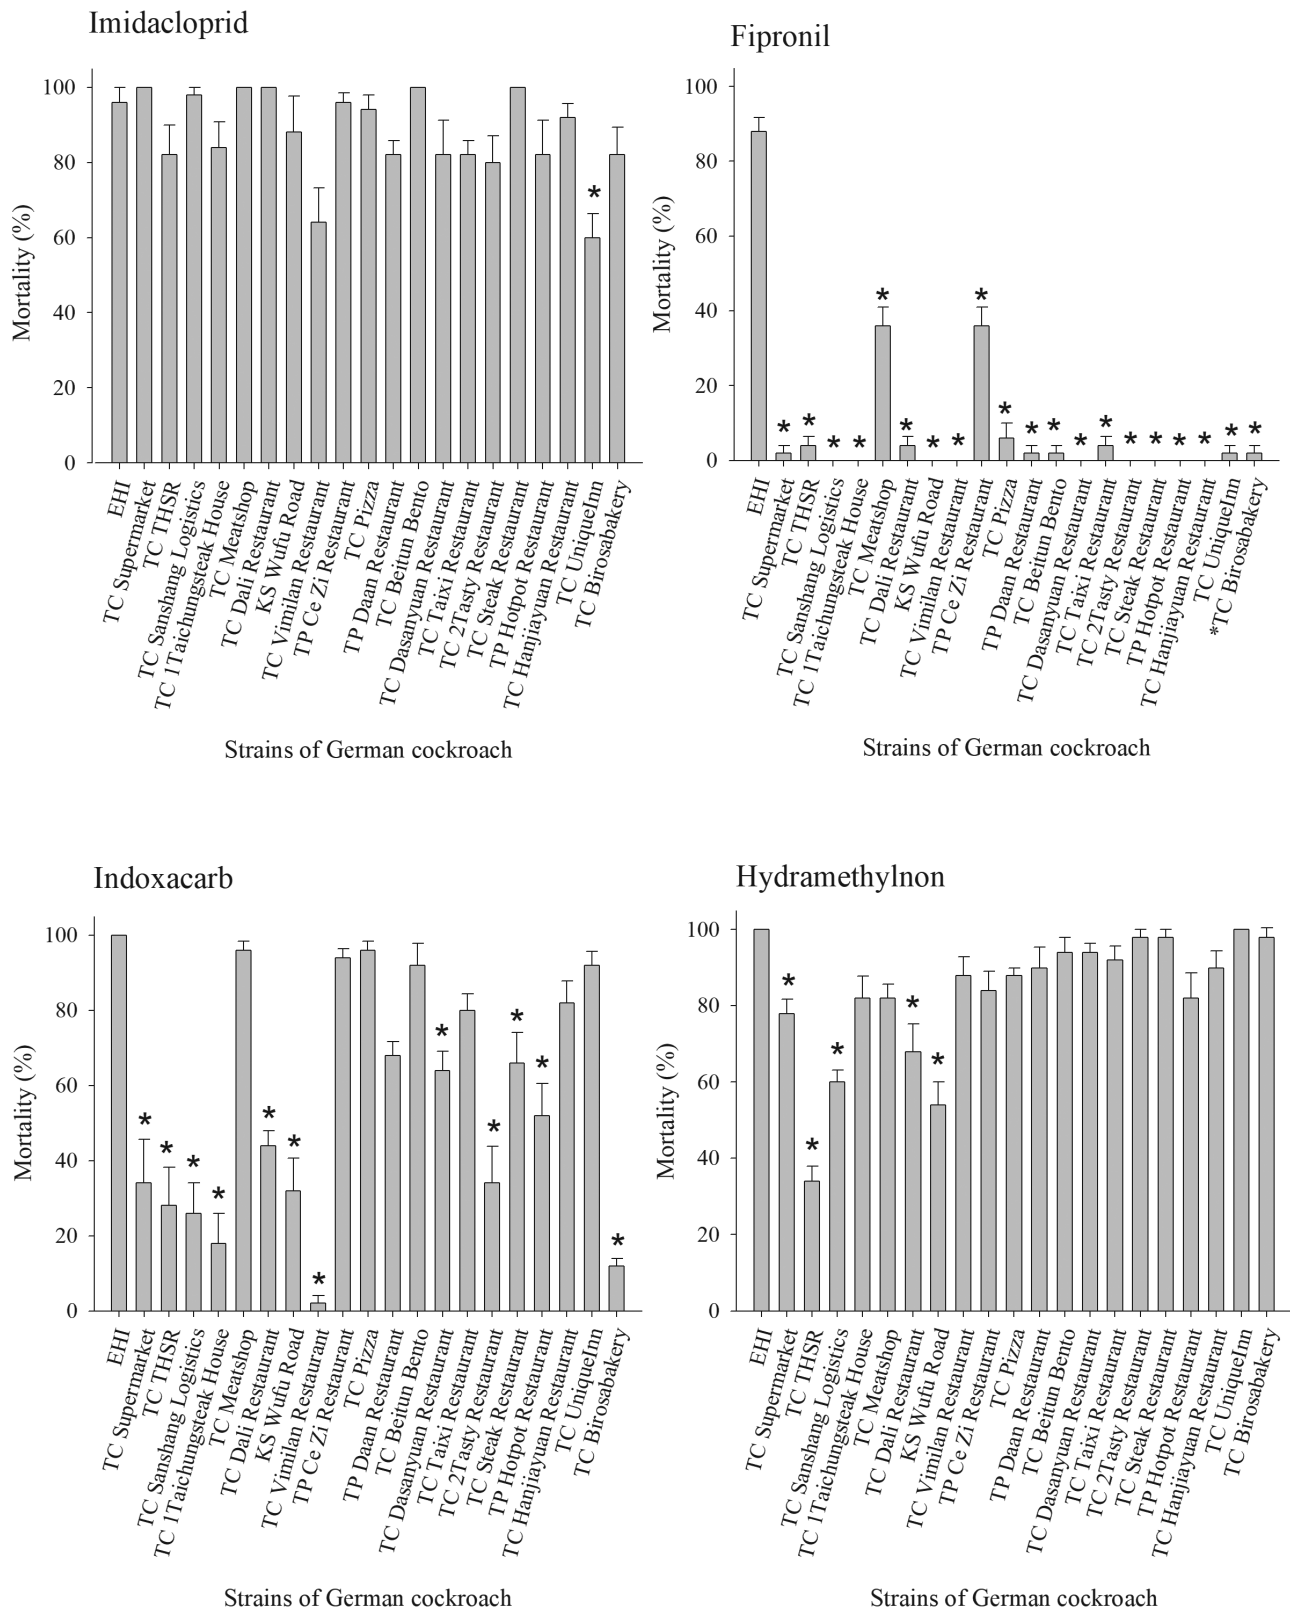 Imidacloprid
Mortality (%)
100
80
60
40
20
0
EHI
TC Supermarket
TC THSR
TC Sanshang Logistics
TC 1Taichungsteak House
TC Meatshop
TC Dali Restaurant
KS Wufu Road
TC Vimilan Restaurant
TP Ce Zi Restaurant
TC Pizza
TP Daan Restaurant
TC Beitun Bento
TC Dasanyuan Restaurant
TC Taixi Restaurant
TC 2Tasty Restaurant
TC Steak Restaurant
TP Hotpot Restaurant
TC Hanjiayuan Restaurant
TC UniqueInn
TC Birosabakery
*
Strains of German cockroach
Fipronil
Mortality (%)
100
80
60
40
20
0
* * * * * * * * * * * * * * * * * * * *
EHI
TC Supermarket
TC THSR
TC Sanshang Logistics
TC 1Taichungsteak House
TC Meatshop
TC Dali Restaurant
KS Wufu Road
TC Vimilan Restaurant
TP Ce Zi Restaurant
TC Pizza
TP Daan Restaurant
TC Beitun Bento
TC Dasanyuan Restaurant
TC Taixi Restaurant
TC 2Tasty Restaurant
TC Steak Restaurant
TP Hotpot Restaurant
TC Hanjiayuan Restaurant
TC UniqueInn
*TC Birosabakery
Strains of German cockroach
Indoxacarb
Mortality (%)
100
80
60
40
20
0
* * * * * * * * * * * *
EHI
TC Supermarket
TC THSR
TC Sanshang Logistics
TC 1Taichungsteak House
TC Meatshop
TC Dali Restaurant
KS Wufu Road
TC Vimilan Restaurant
TP Ce Zi Restaurant
TC Pizza
TP Daan Restaurant
TC Beitun Bento
TC Dasanyuan Restaurant
TC Taixi Restaurant
TC 2Tasty Restaurant
TC Steak Restaurant
TP Hotpot Restaurant
TC Hanjiayuan Restaurant
TC UniqueInn
TC Birosabakery
Strains of German cockroach
Hydramethylnon
Mortality (%)
100
80
60
40
20
0
* * * * *
EHI
TC Supermarket
TC THSR
TC Sanshang Logistics
TC 1Taichungsteak House
TC Meatshop
TC Dali Restaurant
KS Wufu Road
TC Vimilan Restaurant
TP Ce Zi Restaurant
TC Pizza
TP Daan Restaurant
TC Beitun Bento
TC Dasanyuan Restaurant
TC Taixi Restaurant
TC 2Tasty Restaurant
TC Steak Restaurant
TP Hotpot Restaurant
TC Hanjiayuan Restaurant
TC UniqueInn
TC Birosabakery
Strains of German cockroach